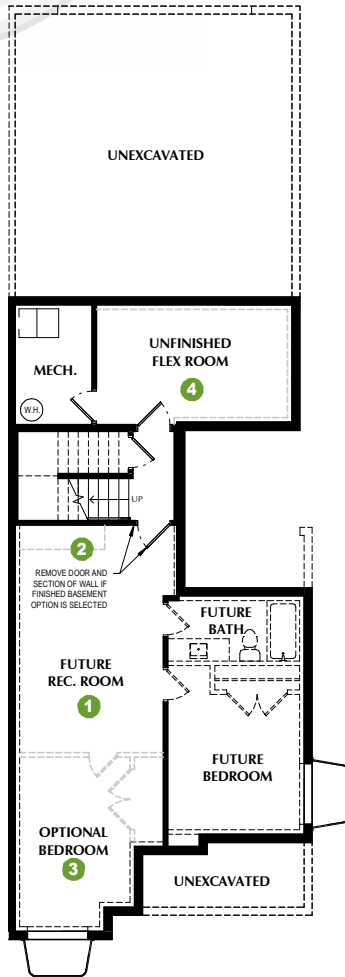 UNEXCAVATED
UNFINISHED
FLEX ROOM
4
MECH.
W.H.
UP
2
REMOVE DOOR AND
SECTION OF WALL IF
FINISHED BASEMENT
OPTION IS SELECTED
FUTURE
BATH
FUTURE
REC. ROOM
1
FUTURE
BEDROOM
OPTIONAL
BEDROOM
3
UNEXCAVATED